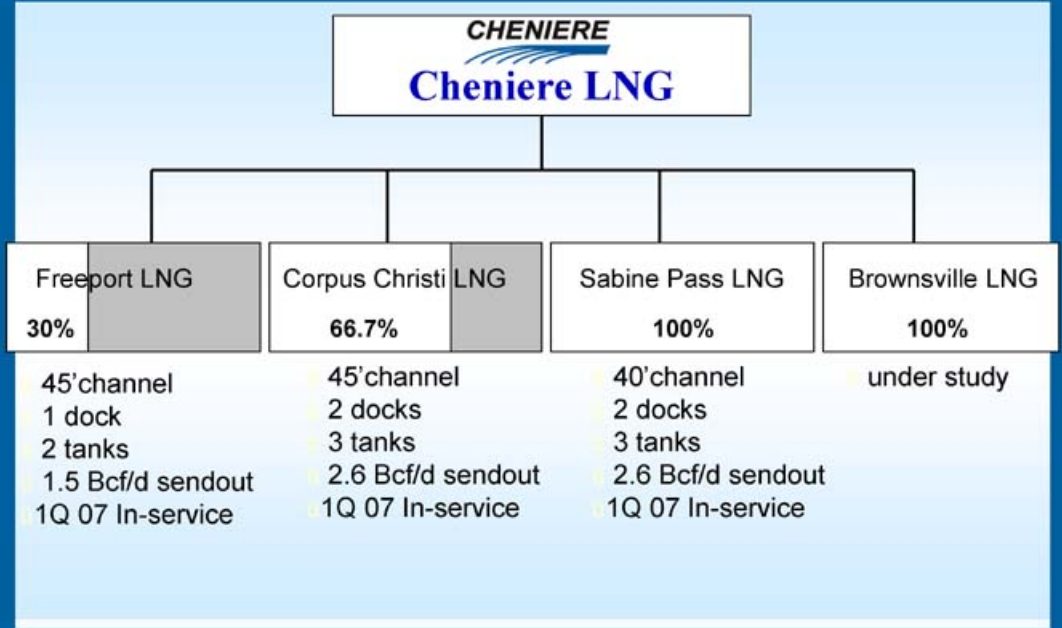 CHENIERE
Cheniere LNG
Freeport LNG
30%
45'channel
1 dock
2 tanks
1.5 Bcf/d sendout
1Q 07 In-service
Corpus Christi LNG
66.7%
45'channel
2 docks
3 tanks
2.6 Bcf/d sendout
1Q 07 In-service
Sabine Pass LNG
100%
40'channel
2 docks
3 tanks
2.6 Bcf/d sendout
1Q 07 In-service
Brownsville LNG
100%
under study